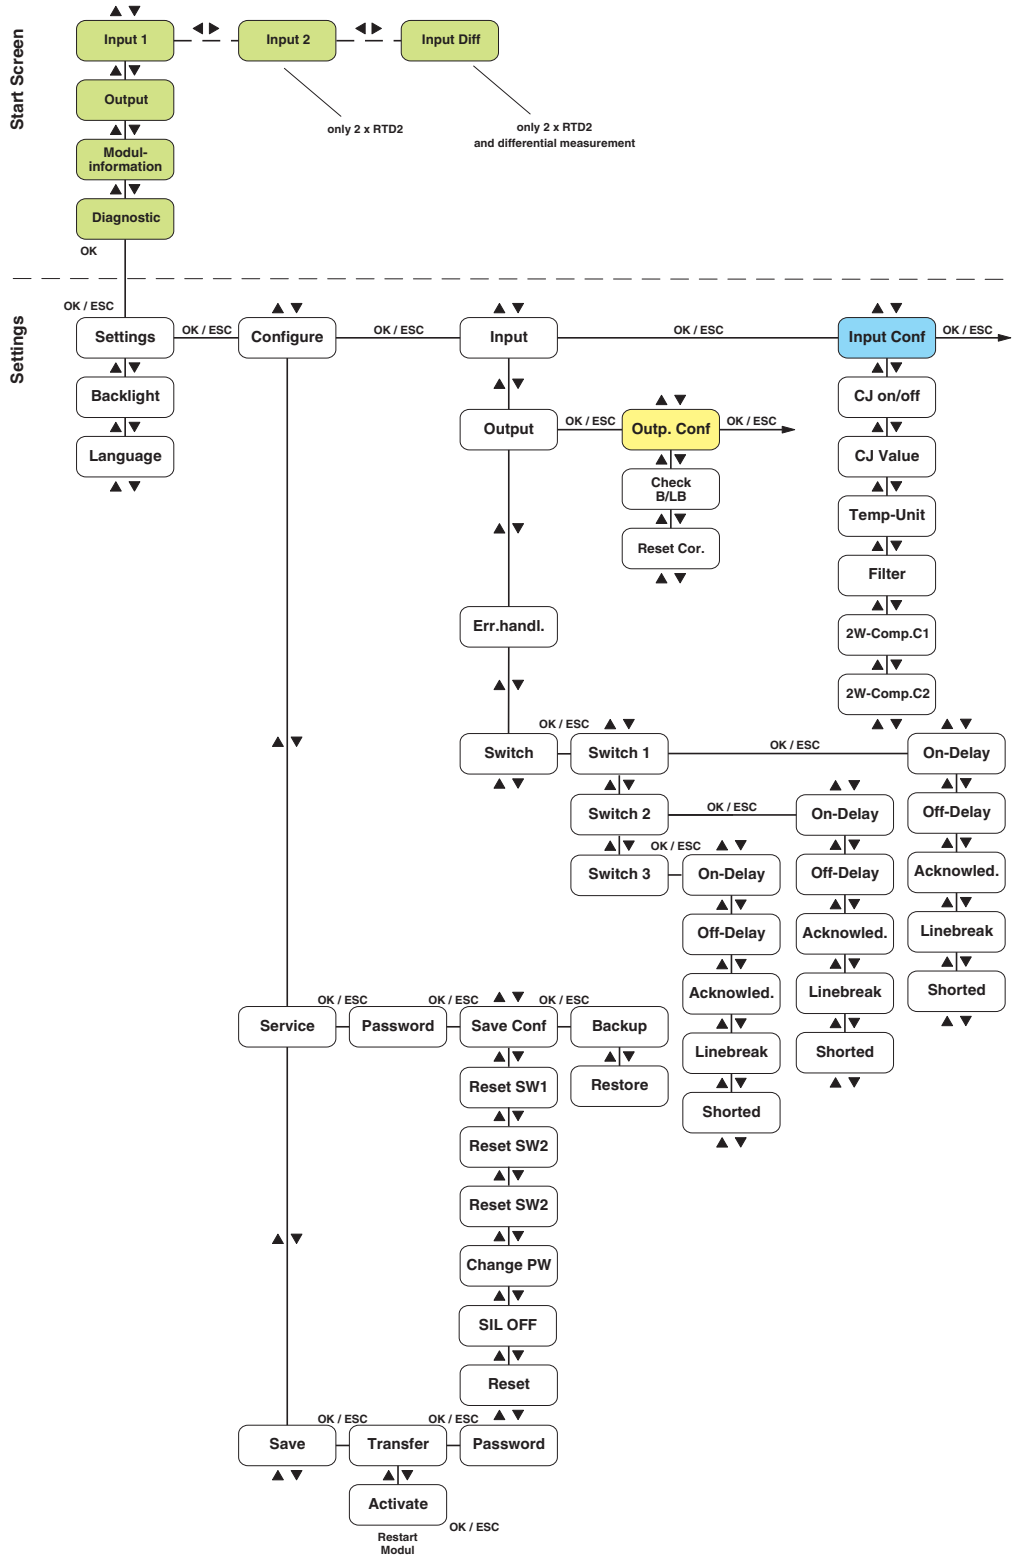 Start Screen
Input 1
Input 2
Input Diff
Output
only 2 x RTD2
only 2 x RTD2
and differential measurement
Modul-
information
Diagnostic
OK
Settings
OK / ESC
Settings
OK / ESC
Configure
OK / ESC
Input
OK / ESC
Input Conf
OK / ESC
Backlight
Language
Output
OK / ESC
Outp. Conf
OK / ESC
Check
B/LB
Reset Cor.
CJ on/off
CJ Value
Temp-Unit
Filter
2W-Comp.C1
2W-Comp.C2
Err.handl.
Switch
OK / ESC
Switch 1
OK / ESC
On-Delay
Off-Delay
Acknowled.
Linebreak
Shorted
Switch 2
OK / ESC
On-Delay
Off-Delay
Acknowled.
Linebreak
Shorted
Switch 3
OK / ESC
On-Delay
Off-Delay
Acknowled.
Linebreak
Shorted
Service
OK / ESC
Password
OK / ESC
Save Conf
OK / ESC
Backup
Restore
Reset SW1
Reset SW2
Reset SW2
Change PW
SIL OFF
Reset
Save
OK / ESC
Transfer
OK / ESC
Password
Activate
OK / ESC
Restart
Modul